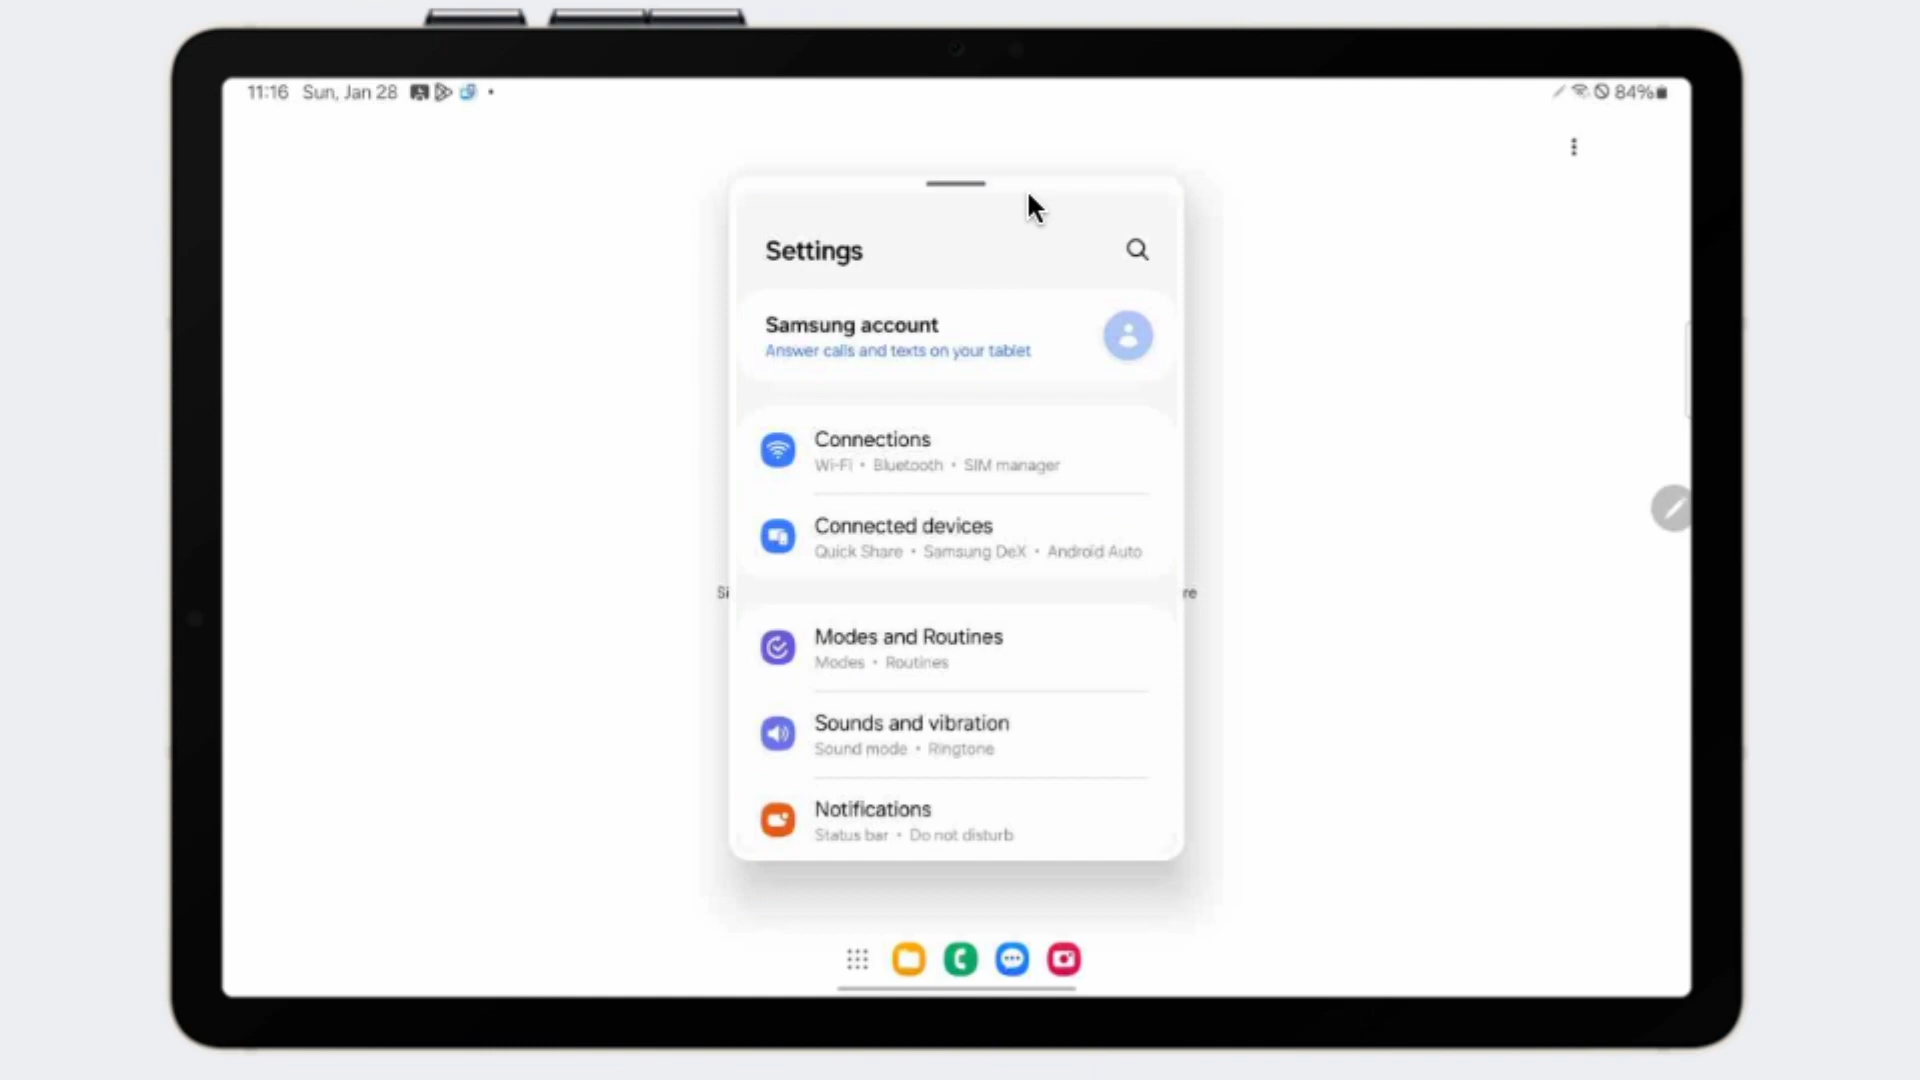 11:16 Sun, Jan 28
84%
Settings
Samsung account
Answer calls and texts on your tablet
Connections
Wi-Fi • Bluetooth • SIM manager
Connected devices
Quick Share • Samsung DeX • Android Auto
Si
re
Modes and Routines
Modes • Routines
Sounds and vibration
Sound mode • Ringtone
Notifications
Status bar • Do not disturb